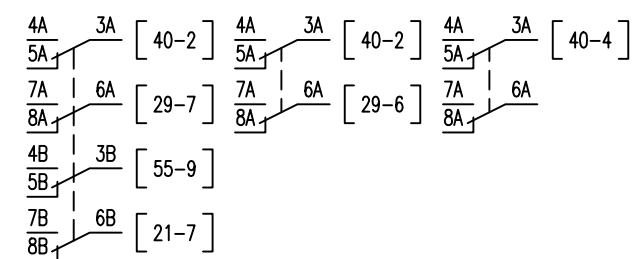 4A 3A [40-2] 4A 3A [40-2] 4A 3A [40-4]
5A 5A 5A
7A 6A [29-7] 7A 6A [29-6] 7A 6A
8A 8A 8A
4B 3B [55-9]
5B
7B 6B [21-7]
8B